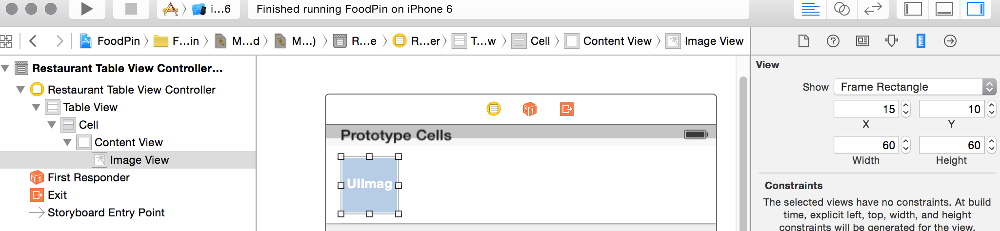 i...6
Finished running FoodPin on iPhone 6
FoodPin
F...in
M...d
M...)
R...e
R...er
T...w
Cell
Content View
Image View
Restaurant Table View Controller...
Restaurant Table View Controller
Table View
Cell
Content View
Image View
First Responder
Exit
Storyboard Entry Point
1
Prototype Cells
UIImag
View
Show Frame Rectangle
15 10
X Y
60 60
Width Height
Constraints
The selected views have no constraints. At build
time, explicit left, top, width, and height
constraints will be generated for the view.